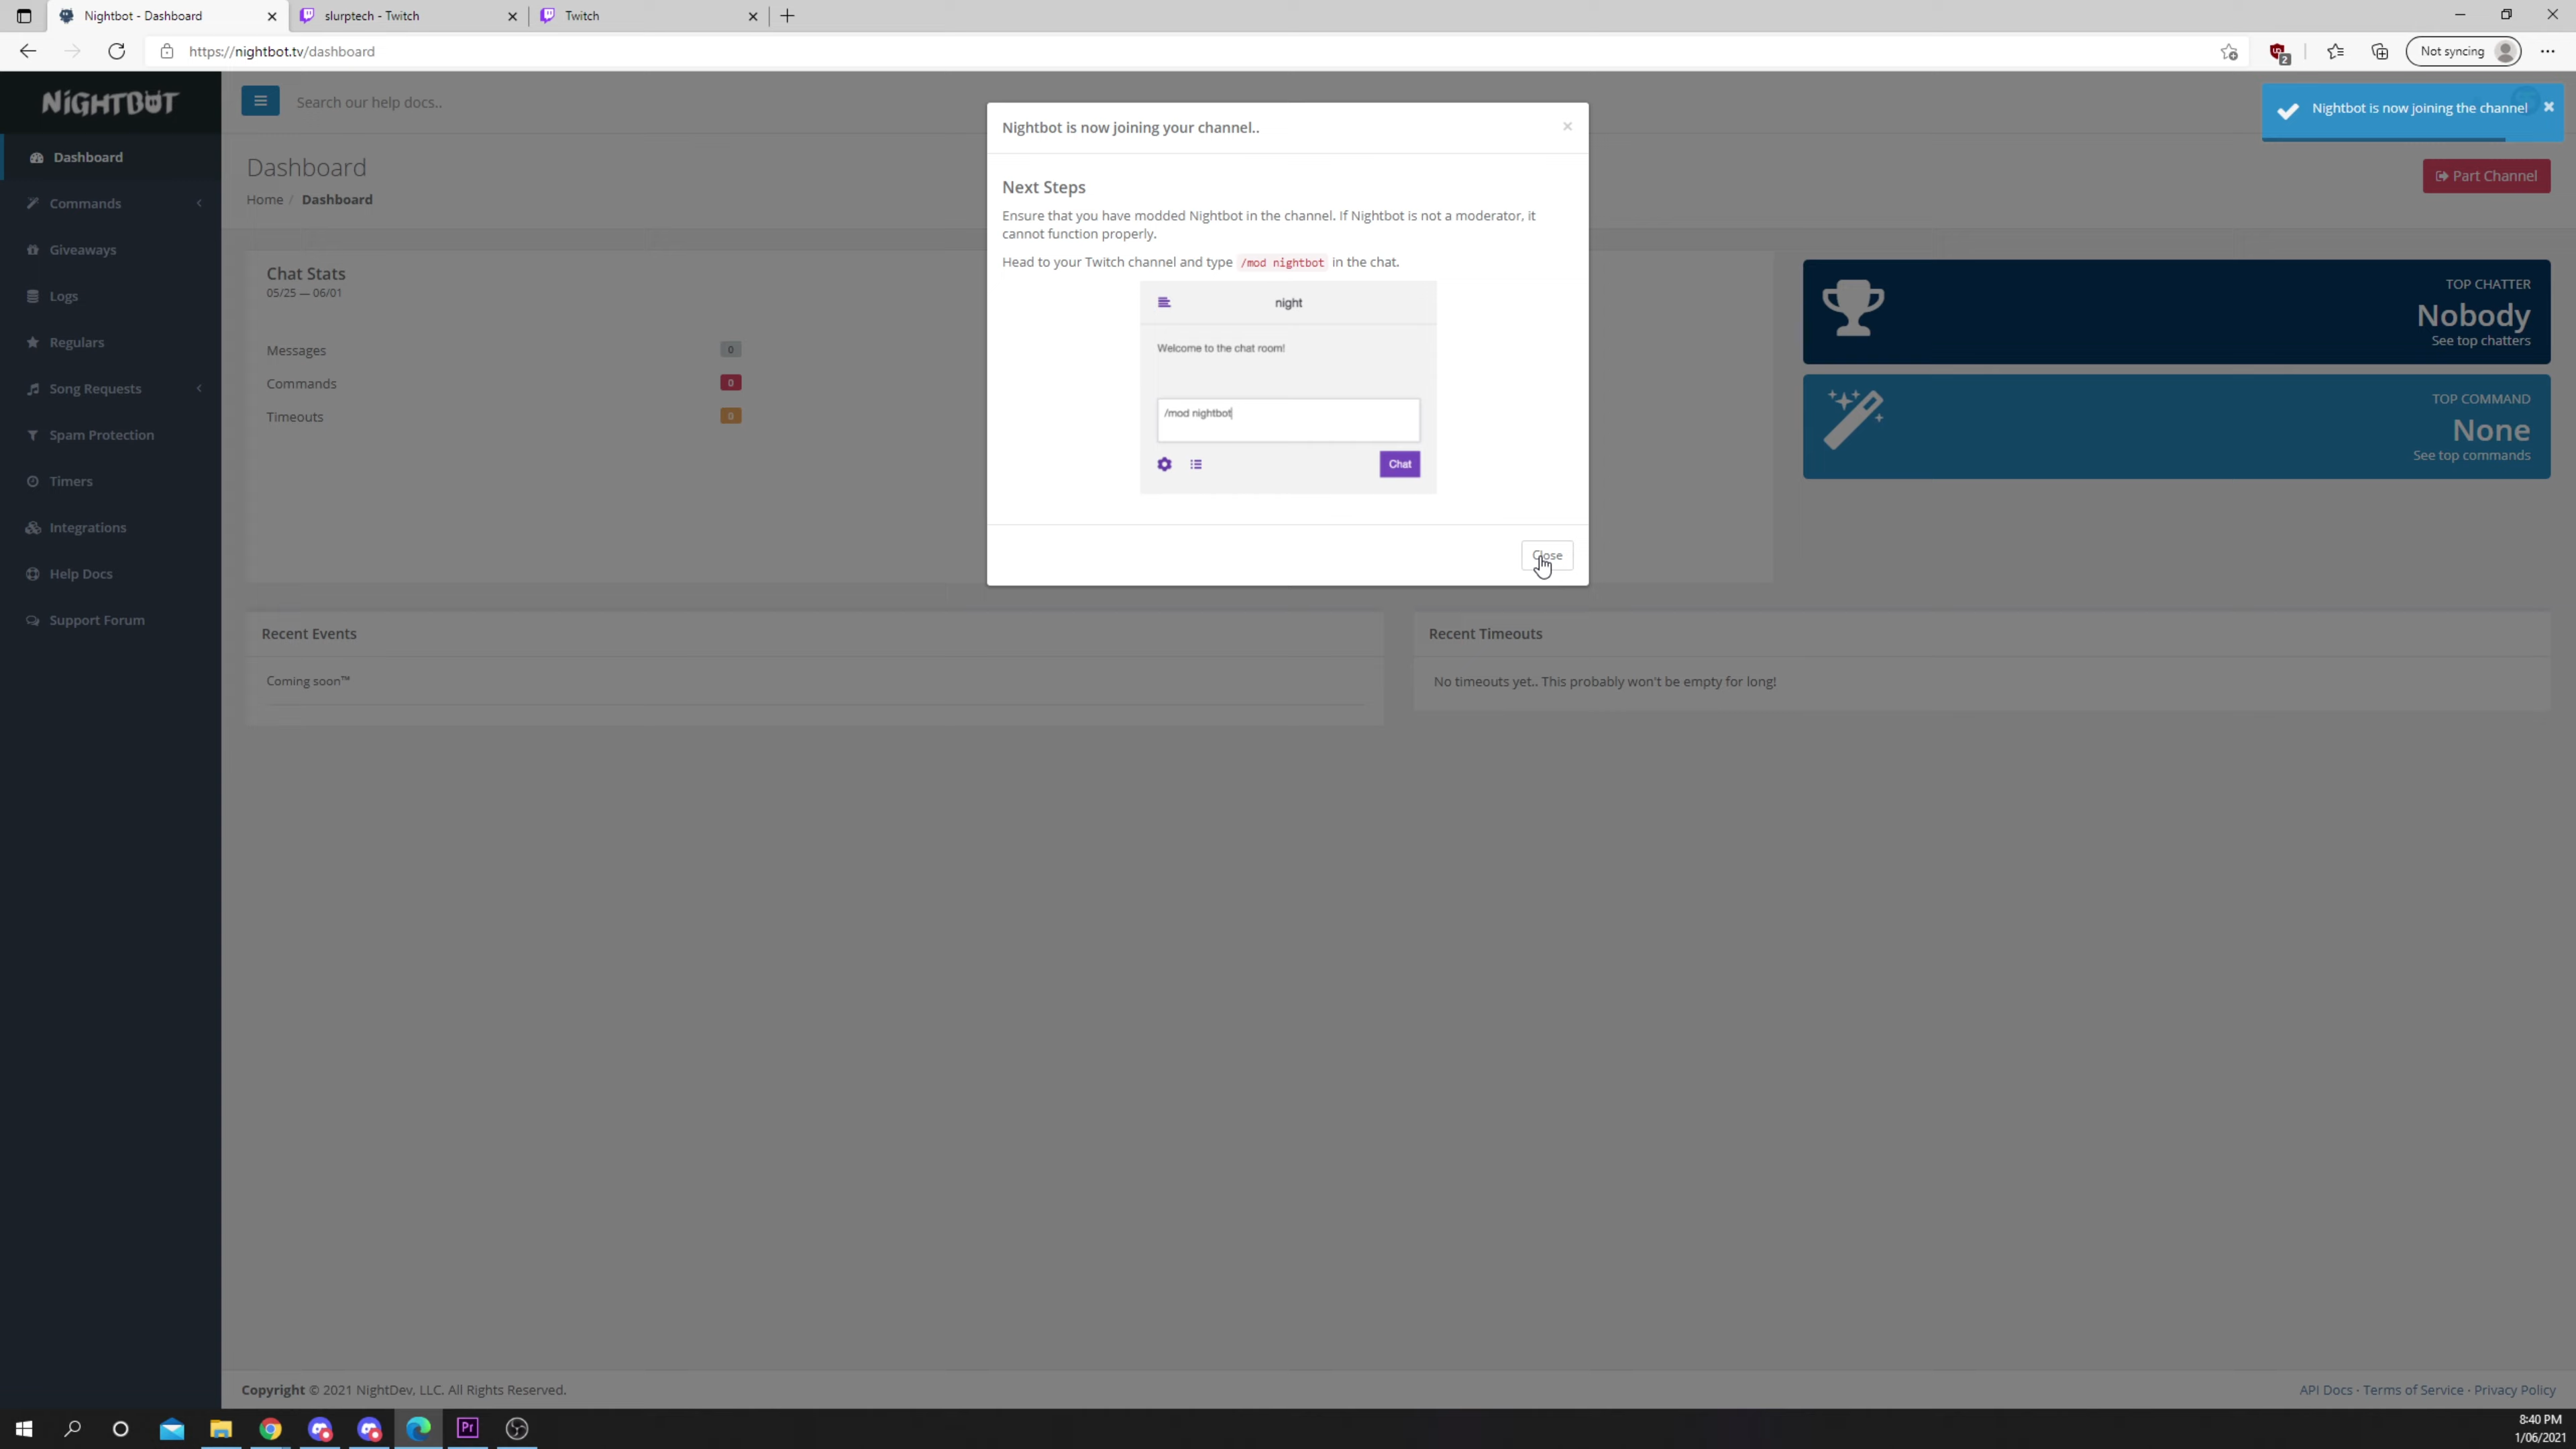 Nightbot - Dashboard
slurptech - Twitch
Twitch
https://nightbot.tv/dashboard
2
Not syncing
NIGHTBOT
Search our help docs..
Nightbot is now joining the channel
Dashboard
Commands
Giveaways
Logs
Regulars
Song Requests
Spam Protection
Timers
Integrations
Help Docs
Support Forum
Dashboard
Home / Dashboard
Part Channel
Chat Stats
05/25 — 06/01
Messages 0
Commands 0
Timeouts 0
Nightbot is now joining your channel..
Next Steps
Ensure that you have modded Nightbot in the channel. If Nightbot is not a moderator, it
cannot function properly.
Head to your Twitch channel and type /mod nightbot in the chat.
night
Welcome to the chat room!
/mod nightbot
Chat
Close
TOP CHATTER
Nobody
See top chatters
TOP COMMAND
None
See top commands
Recent Events
Coming soon™
Recent Timeouts
No timeouts yet.. This probably won't be empty for long!
Copyright © 2021 NightDev, LLC. All Rights Reserved.
API Docs · Terms of Service · Privacy Policy
Pr
8:40 PM
1/06/2021